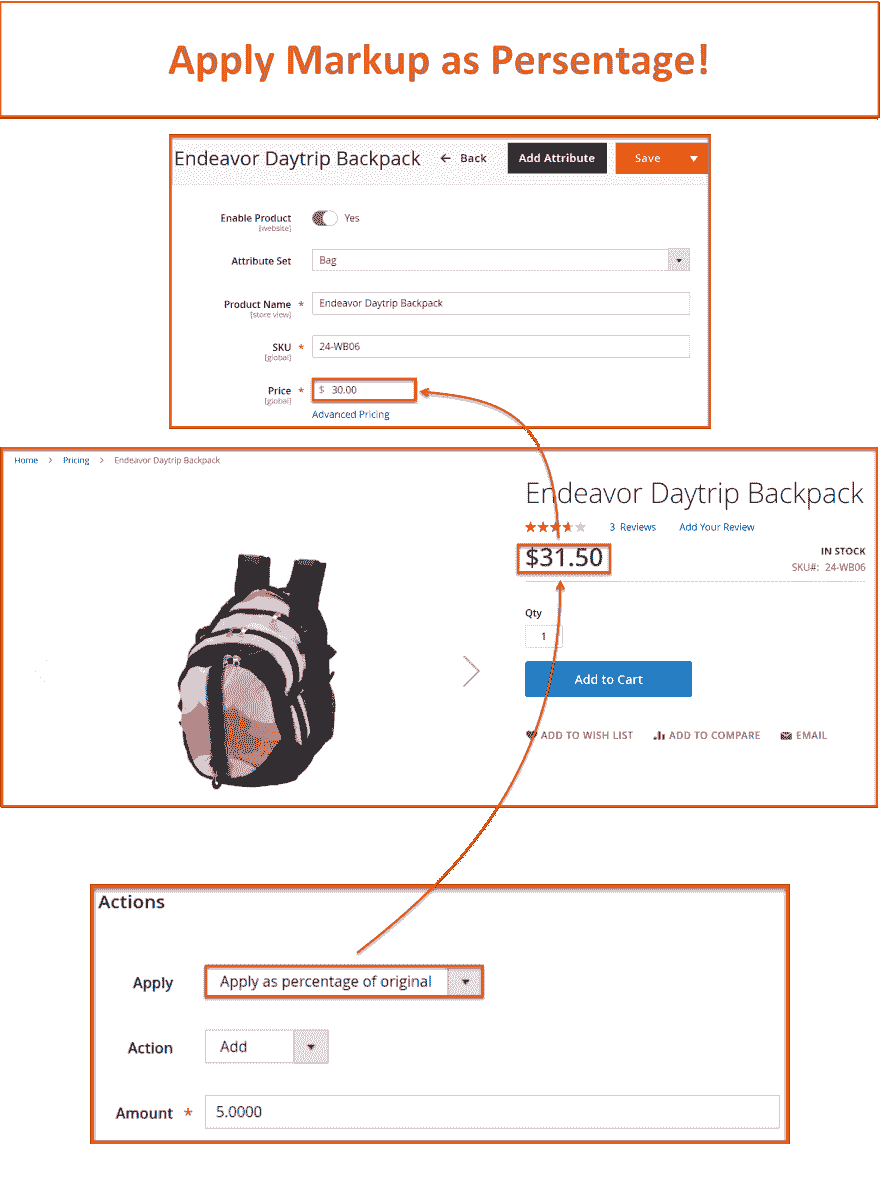 Apply Markup as Persentage!
Endeavor Daytrip Backpack ← Back Add Attribute Save
Enable Product Yes
[website]
Attribute Set Bag
Product Name * Endeavor Daytrip Backpack
[store view]
SKU * 24-WB06
[global]
Price * $ 30.00
[global]
Advanced Pricing
Home > Pricing > Endeavor Daytrip Backpack
Endeavor Daytrip Backpack
3 Reviews Add Your Review
$31.50
IN STOCK
SKU#: 24-WB06
Qty
1
Add to Cart
ADD TO WISH LIST ADD TO COMPARE EMAIL
Actions
Apply Apply as percentage of original
Action Add
Amount * 5.0000